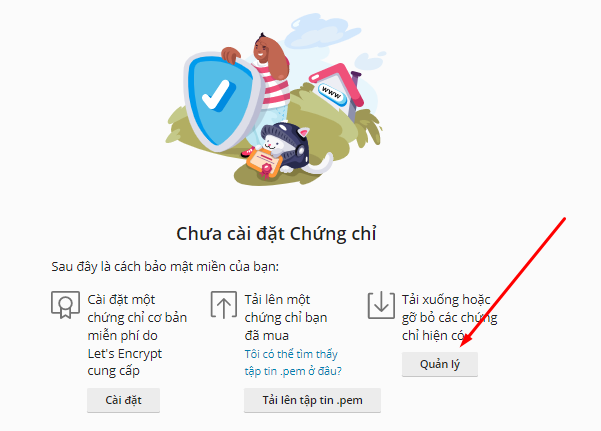 www
Chưa cài đặt Chứng chỉ
Sau đây là cách bảo mật miền của bạn:
Cài đặt một
chứng chỉ cơ bản
miễn phí do
Let's Encrypt
cung cấp
Cài đặt
Tải lên một
chứng chỉ bạn
đã mua
Tôi có thể tìm thấy
tập tin .pem ở đâu?
Tải lên tập tin .pem
Tải xuống hoặc
gỡ bỏ các chứng
chỉ hiện có
Quản lý